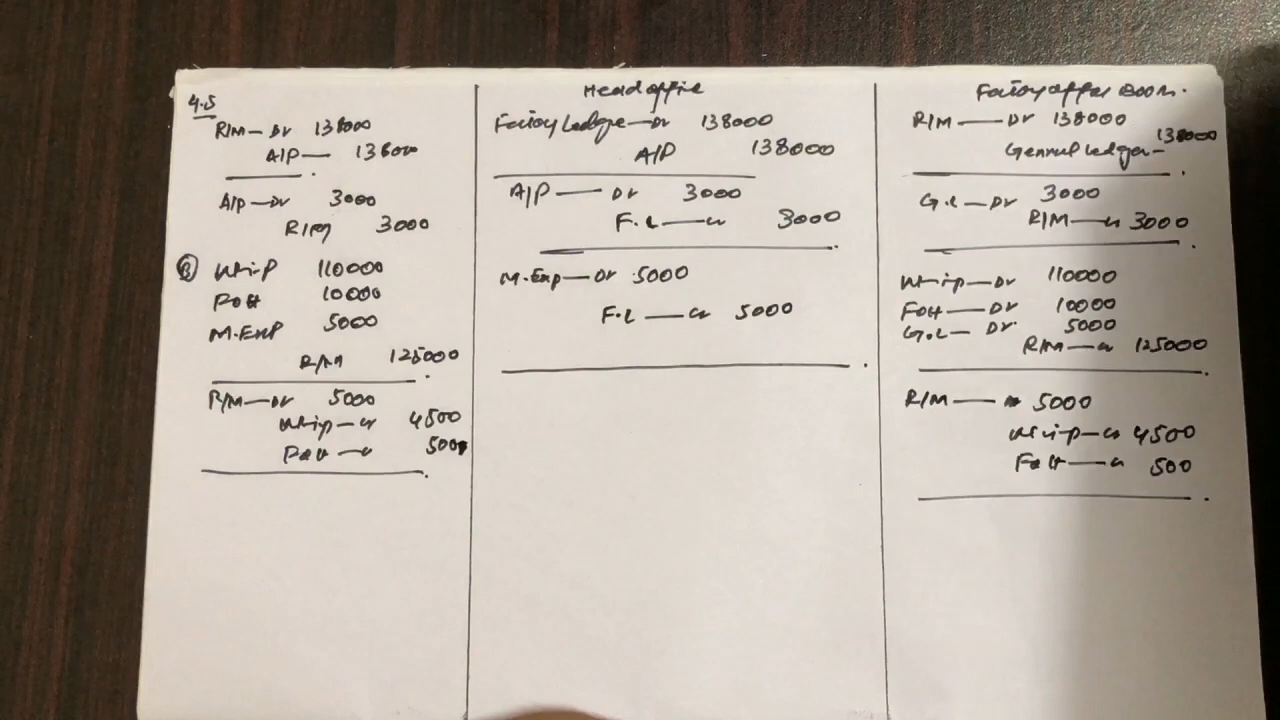 4.5
R/M — Dr 138000
A/P — 138000
A/P — Dr 3000
R/M 3000
B W-i-P 110000
FOH 10000
M.EXP 5000
R/M 125000
R/M — Dr 5000
W-i-p — cr 4500
FOH — cr 500
Head office
Factory Ledger — Dr 138000
A/P 138000
A/P — Dr 3000
F.L — cr 3000
M.Exp — Dr 5000
F.L — cr 5000
Factory office Book.
R/M — Dr 138000
General ledger - 138000
G.L — Dr 3000
R/M — cr 3000
W-i-p — Dr 110000
FOH — Dr 10000
G.L — Dr. 5000
R/M — cr 125000
R/M — 5000
W-i-p — cr 4500
FOH — cr 500